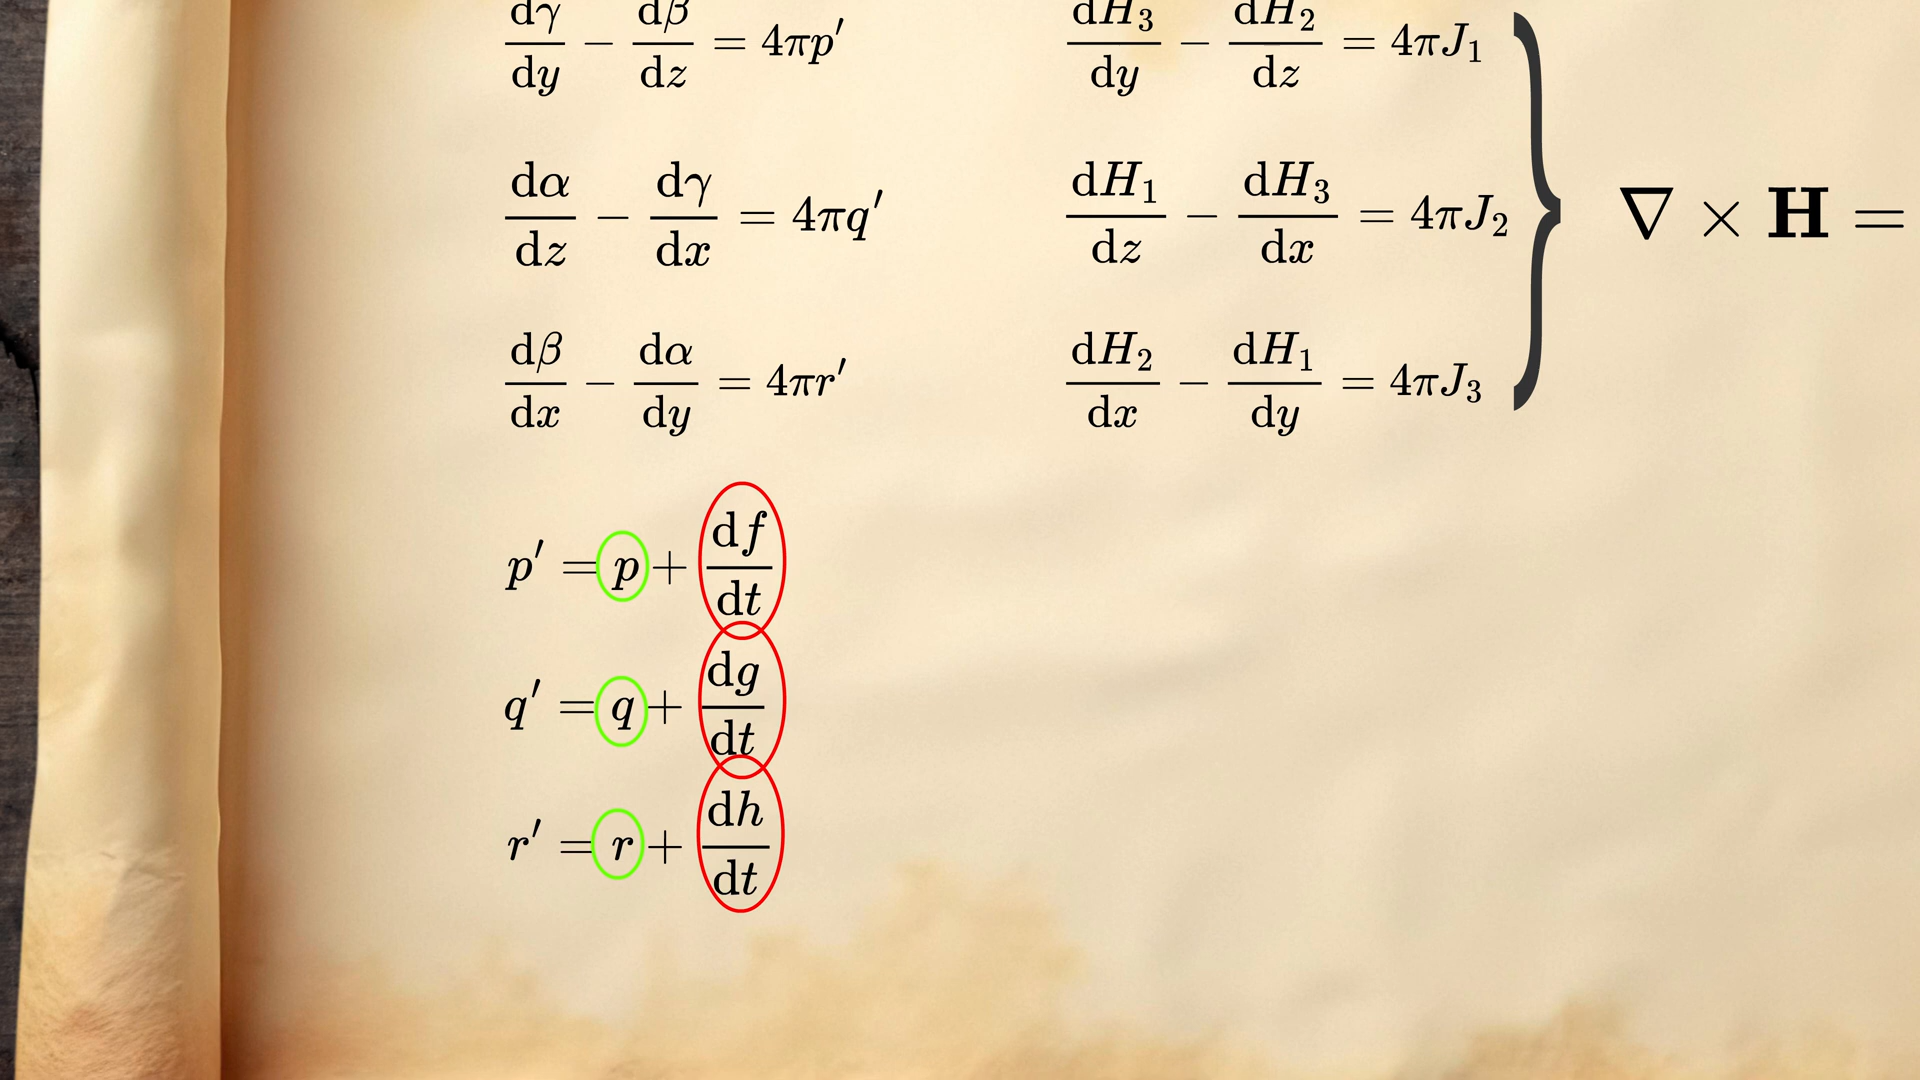 dγ/dy − dβ/dz = 4πp′    dH₃/dy − dH₂/dz = 4πJ₁
dα/dz − dγ/dx = 4πq′    dH₁/dz − dH₃/dx = 4πJ₂ } ∇ × 𝐇 =
dβ/dx − dα/dy = 4πr′    dH₂/dx − dH₁/dy = 4πJ₃
p′ = p + df/dt
q′ = q + dg/dt
r′ = r + dh/dt